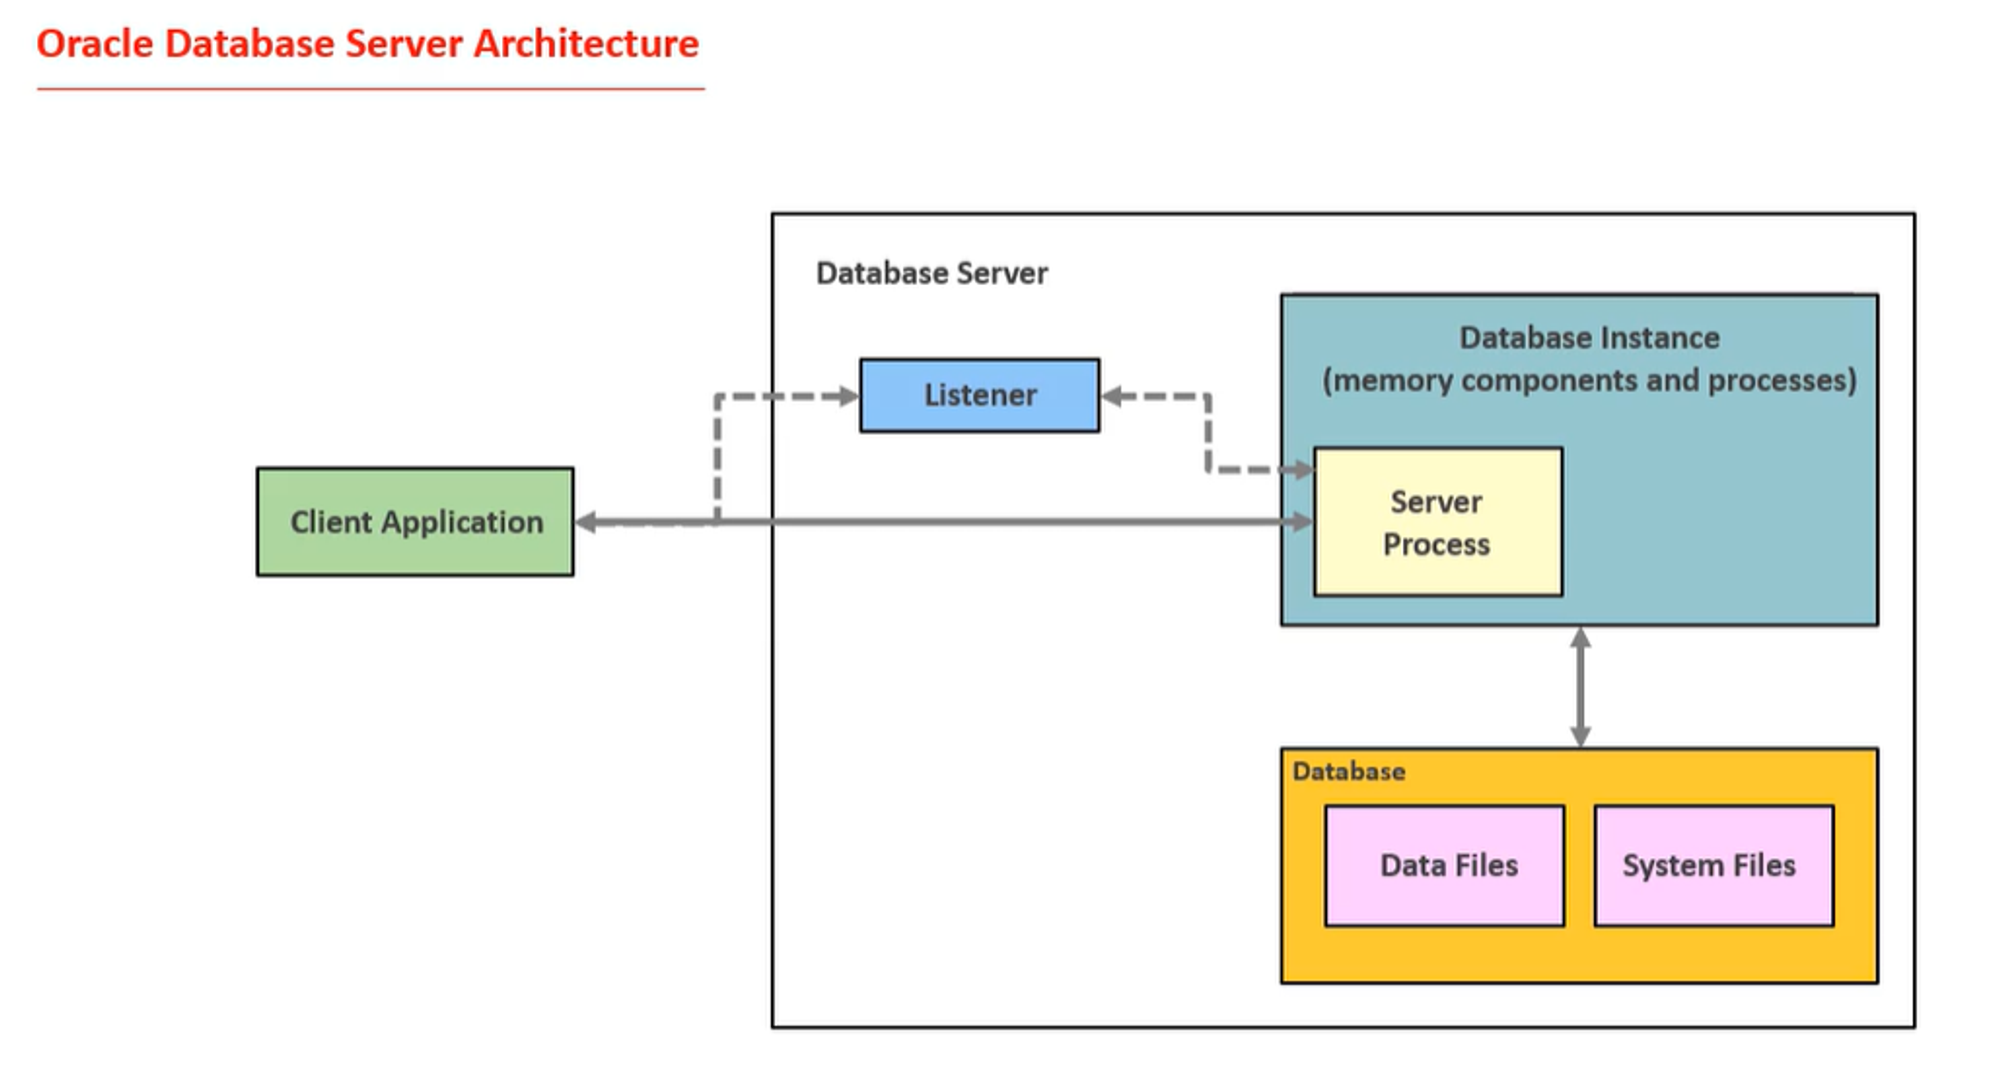 Oracle Database Server Architecture
Database Server
Database Instance
(memory components and processes)
Listener
Client Application
Server
Process
Database
Data Files
System Files